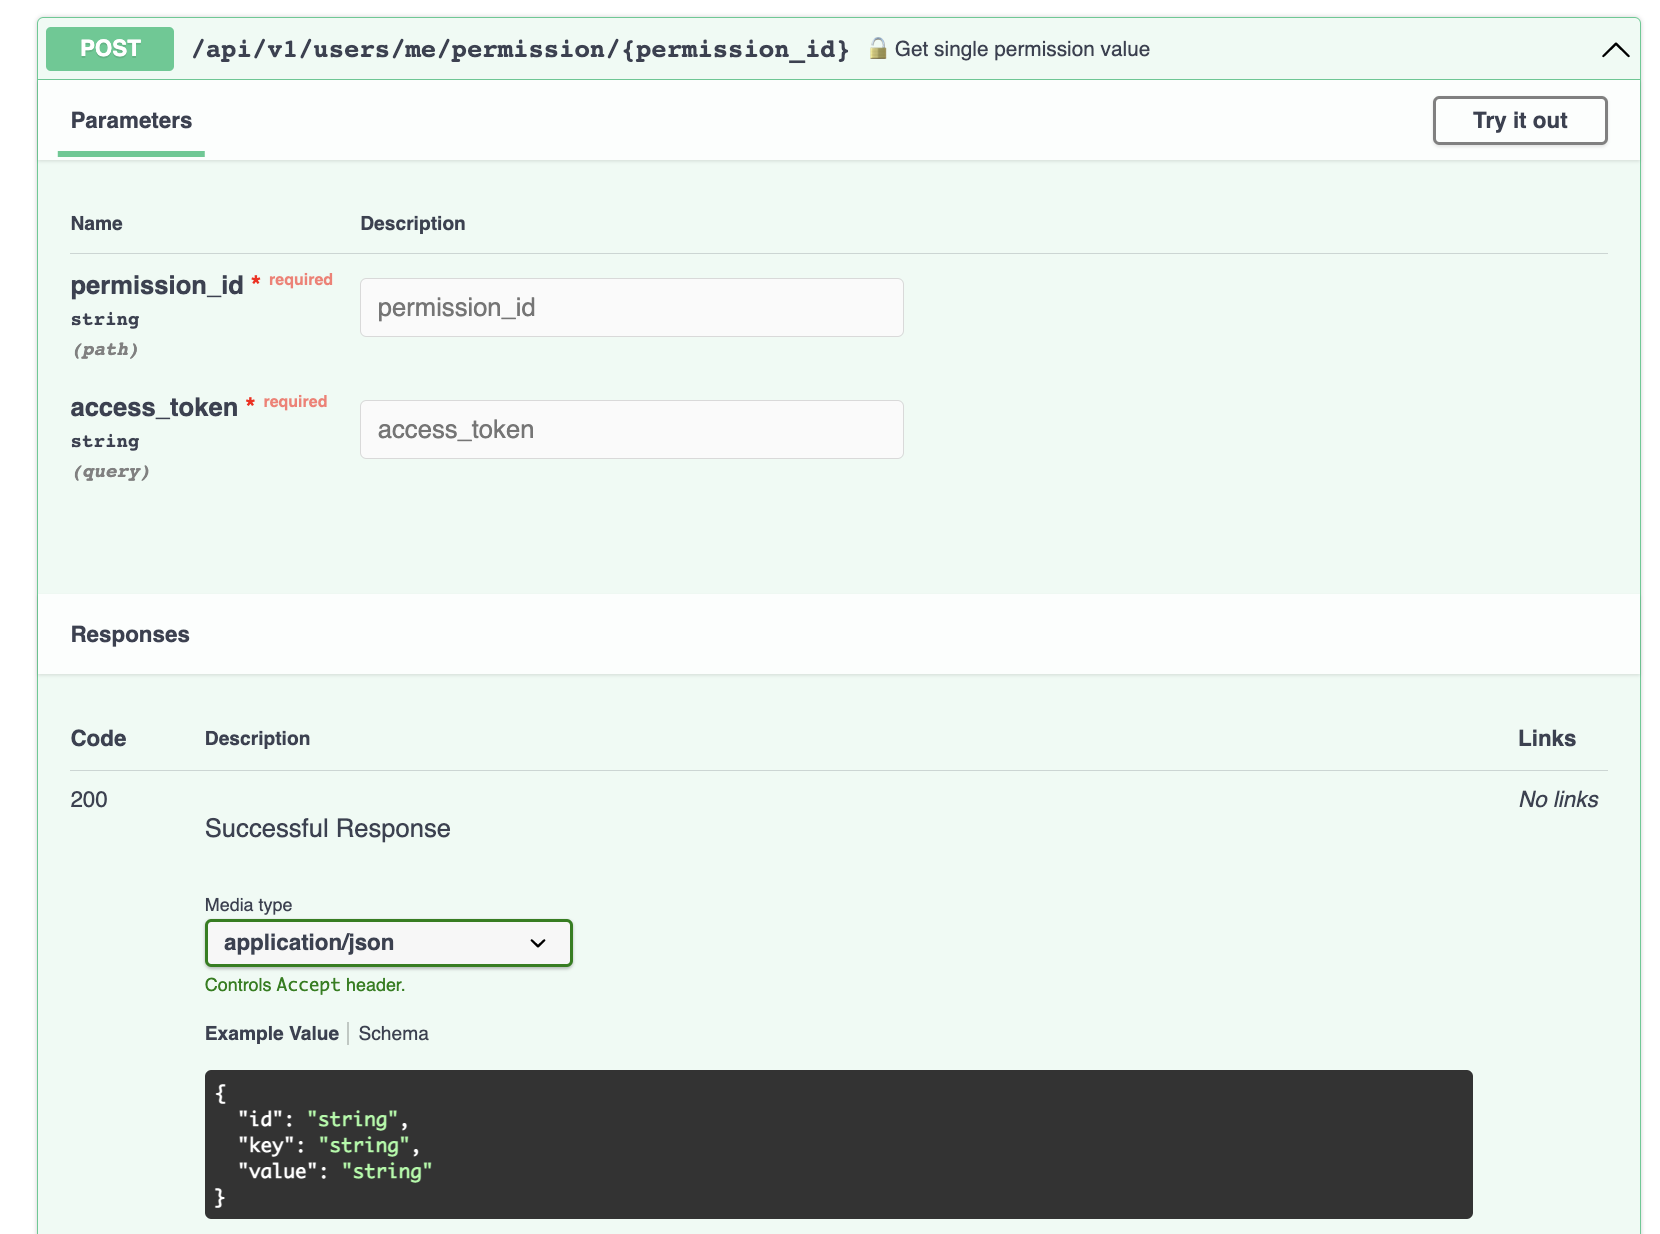 POST /api/v1/users/me/permission/{permission_id} Get single permission value
Parameters
Try it out
Name Description
permission_id * required
string
(path)
permission_id
access_token * required
string
(query)
access_token
Responses
Code Description Links
200 No links
Successful Response
Media type
application/json
Controls Accept header.
Example Value Schema
{
"id": "string",
"key": "string",
"value": "string"
}